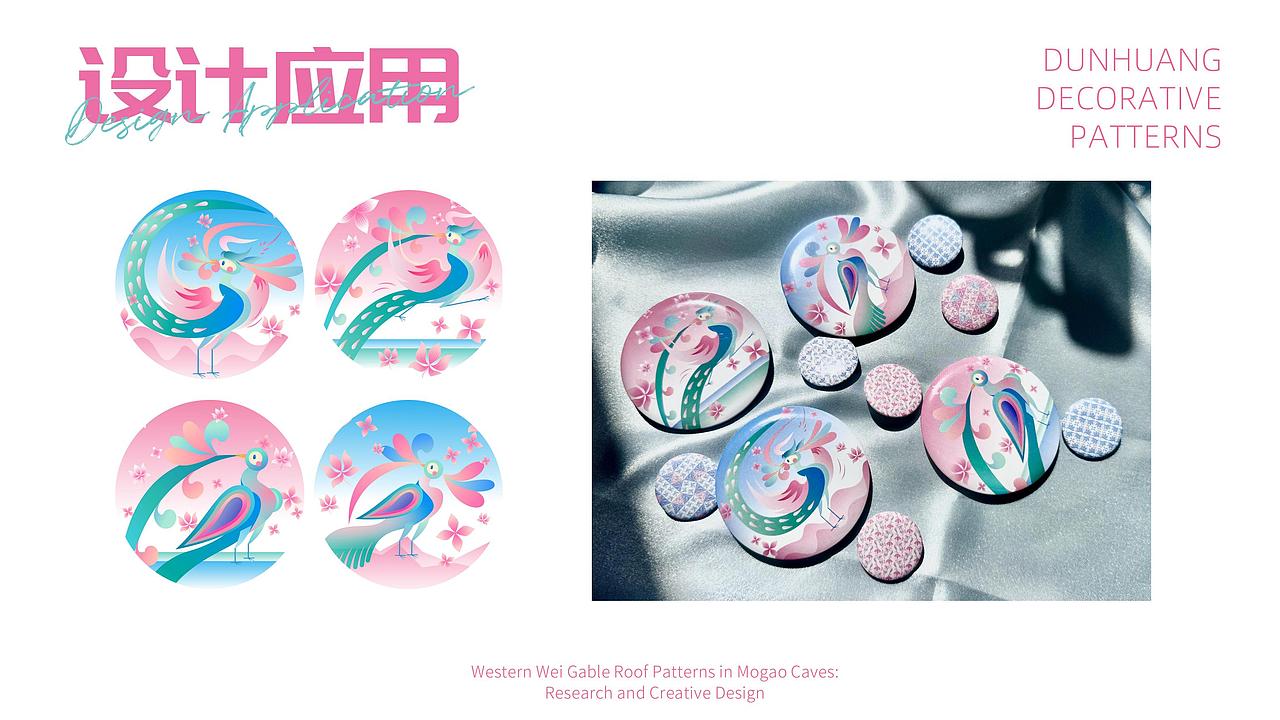 设计应用
Design Application
DUNHUANG
DECORATIVE
PATTERNS
Western Wei Gable Roof Patterns in Mogao Caves:
Research and Creative Design